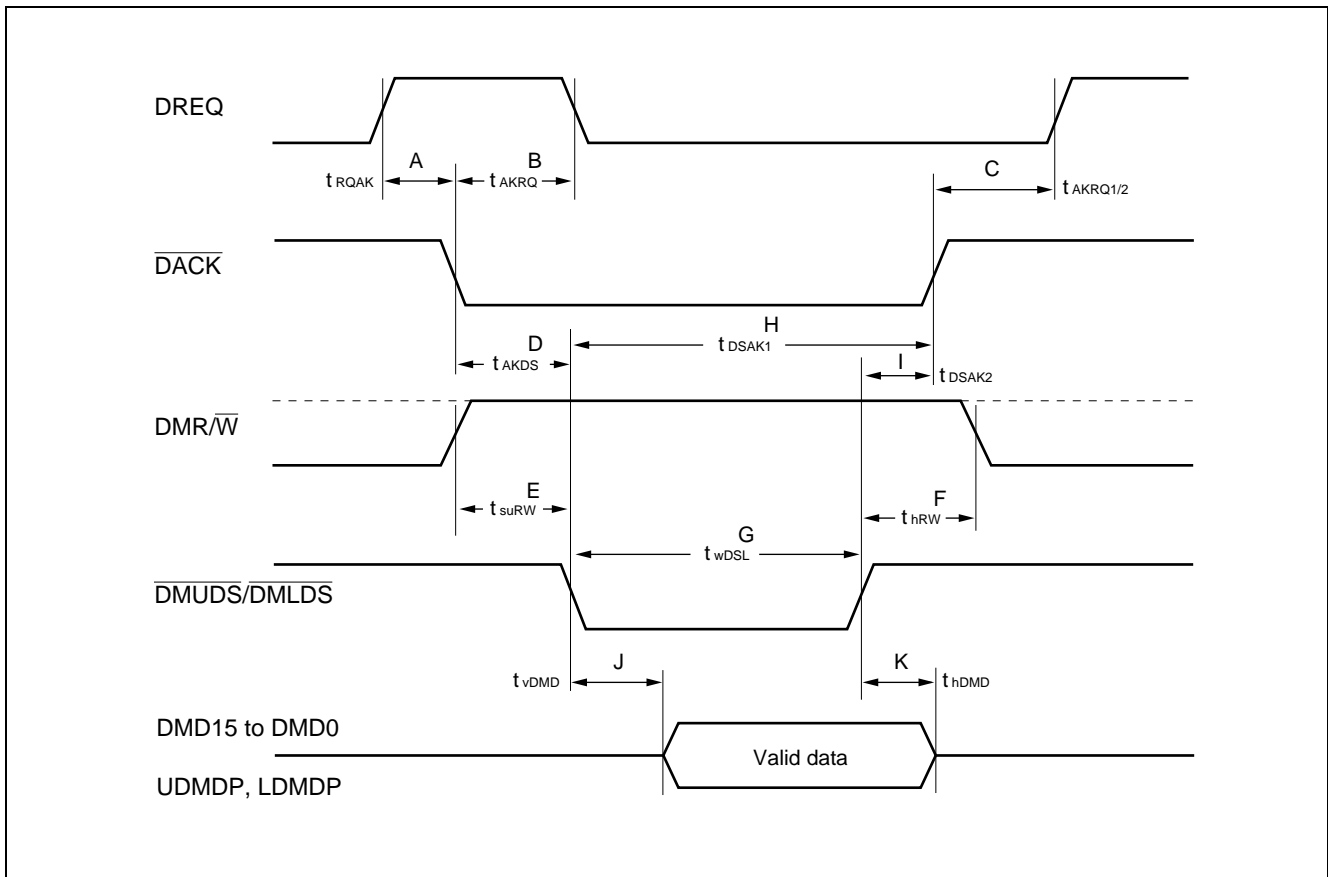 DREQ
A
B
t RQAK
t AKRQ
C
t AKRQ1/2
DACK
D
t AKDS
H
t DSAK1
I
t DSAK2
DMR/W
E
t suRW
F
t hRW
G
t wDSL
DMUDS/DMLDS
J
t vDMD
K
t hDMD
DMD15 to DMD0
Valid data
UDMDP, LDMDP